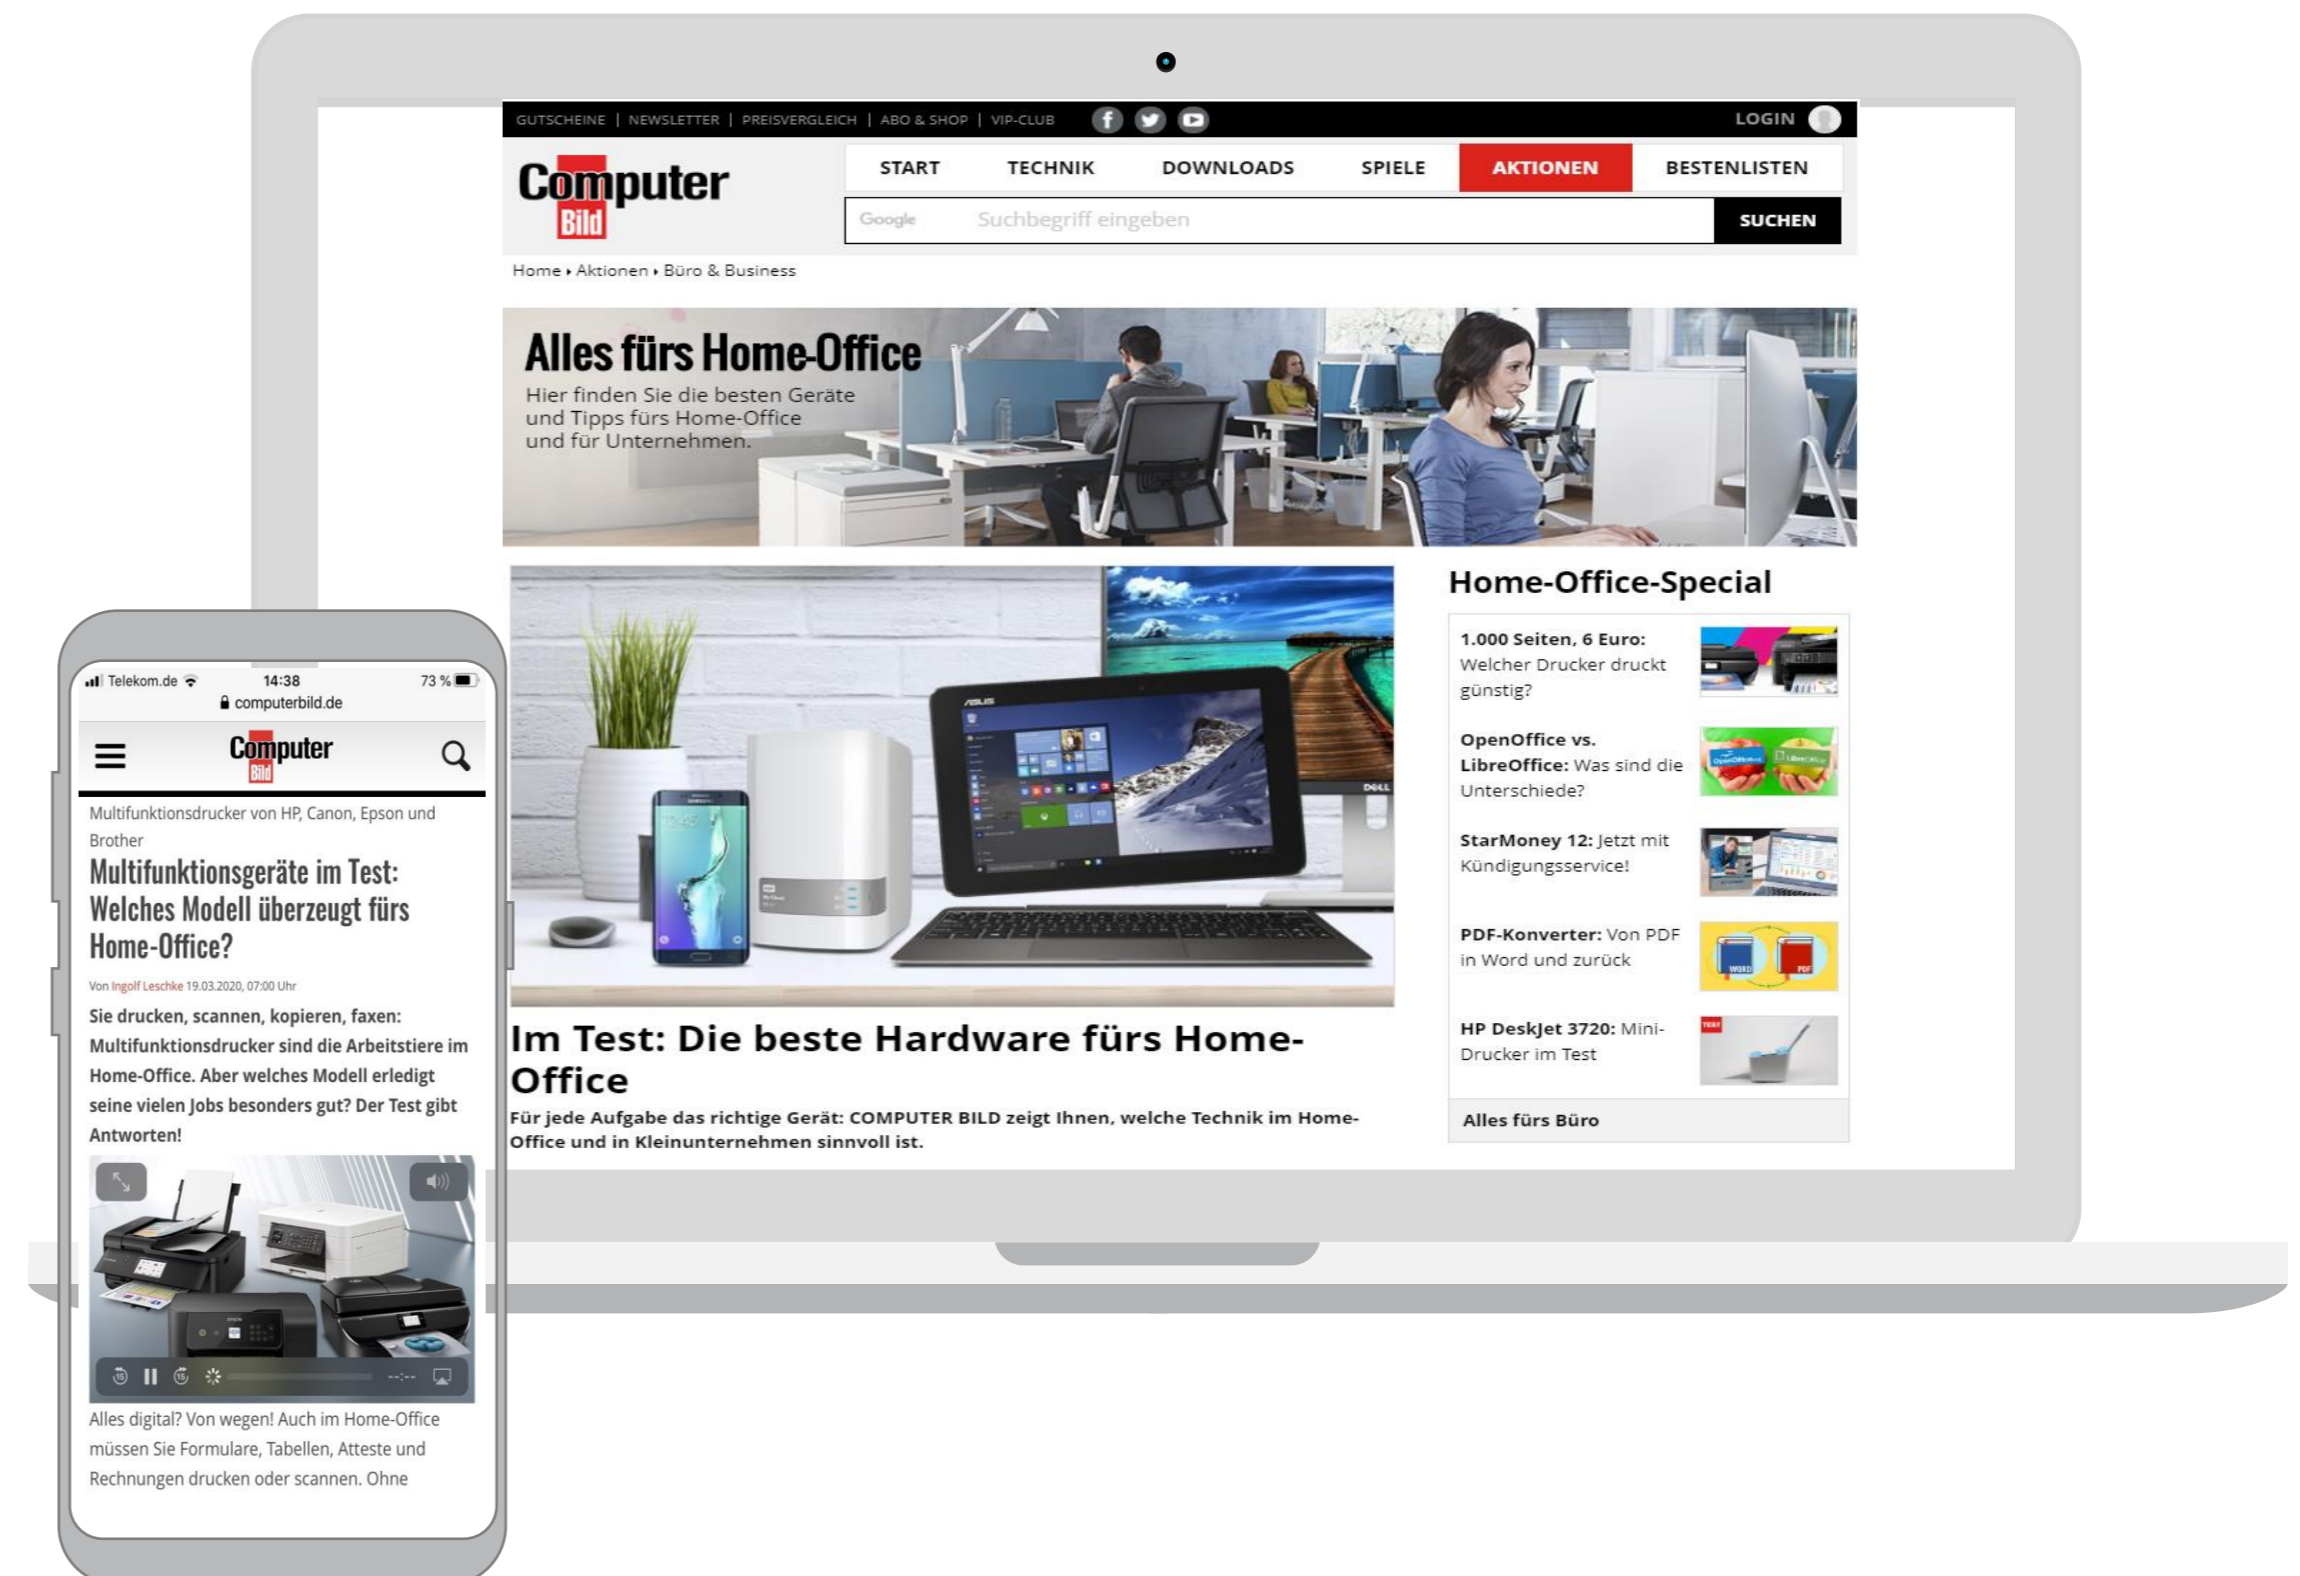 GUTSCHEINE | NEWSLETTER | PREISVERGLEICH | ABO & SHOP | VIP-CLUB
LOGIN
Computer
Bild
START TECHNIK DOWNLOADS SPIELE AKTIONEN BESTENLISTEN
Google Suchbegriff eingeben SUCHEN
Home ▸ Aktionen ▸ Büro & Business
Alles fürs Home-Office
Hier finden Sie die besten Geräte
und Tipps fürs Home-Office
und für Unternehmen.
ASUS
DELL
SAMSUNG
Im Test: Die beste Hardware fürs Home-
Office
Für jede Aufgabe das richtige Gerät: COMPUTER BILD zeigt Ihnen, welche Technik im Home-
Office und in Kleinunternehmen sinnvoll ist.
Home-Office-Special
1.000 Seiten, 6 Euro:
Welcher Drucker druckt
günstig?
OpenOffice vs.
LibreOffice: Was sind die
Unterschiede?
StarMoney 12: Jetzt mit
Kündigungsservice!
PDF-Konverter: Von PDF
in Word und zurück
WORD
PDF
HP DeskJet 3720: Mini-
Drucker im Test
TEST
Alles fürs Büro
Telekom.de 14:38 73 %
computerbild.de
Computer
Bild
Multifunktionsdrucker von HP, Canon, Epson und
Brother
Multifunktionsgeräte im Test:
Welches Modell überzeugt fürs
Home-Office?
Von Ingolf Leschke 19.03.2020, 07:00 Uhr
Sie drucken, scannen, kopieren, faxen:
Multifunktionsdrucker sind die Arbeitstiere im
Home-Office. Aber welches Modell erledigt
seine vielen Jobs besonders gut? Der Test gibt
Antworten!
EPSON
15 15 --:--
Alles digital? Von wegen! Auch im Home-Office
müssen Sie Formulare, Tabellen, Atteste und
Rechnungen drucken oder scannen. Ohne